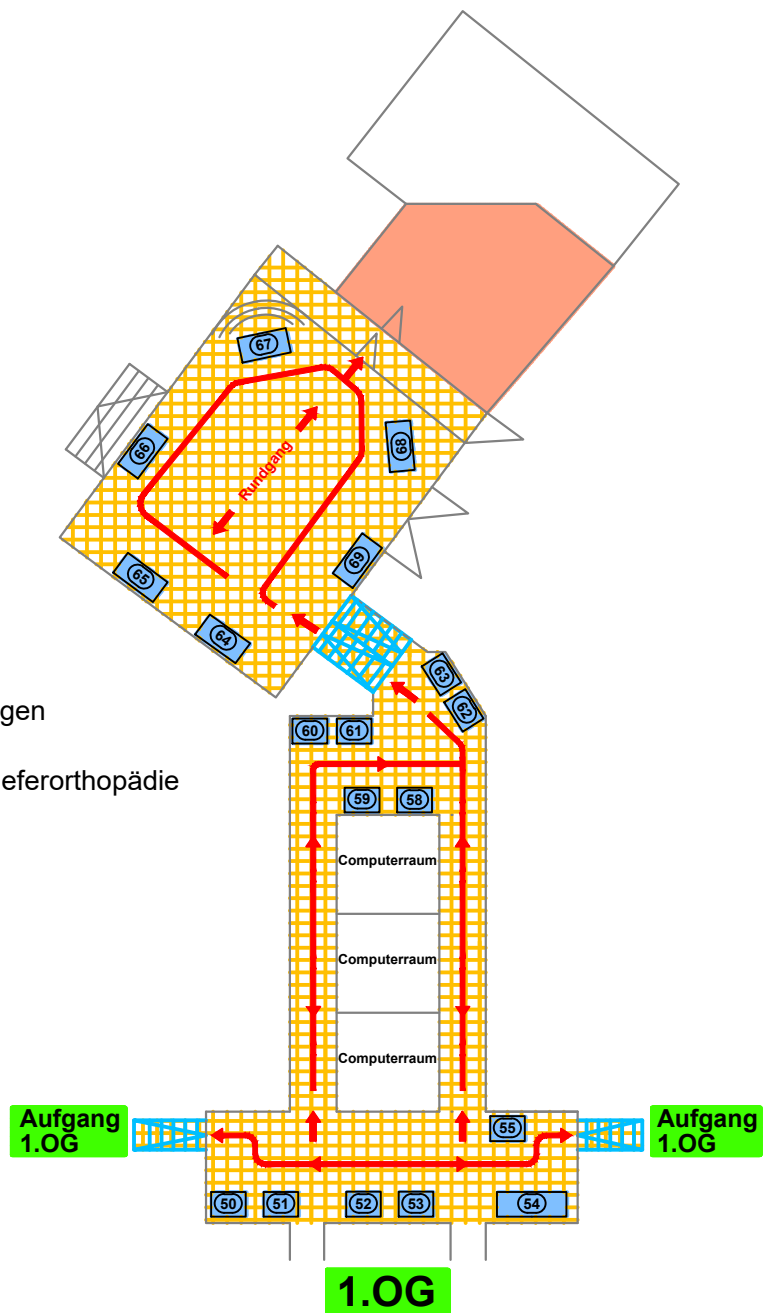 67
66
68
Rundgang
69
65
64
63
62
gen
60
61
eferorthopädie
59
58
Computerraum
Computerraum
Computerraum
Aufgang
1.OG
55
Aufgang
1.OG
50
51
52
53
54
1.OG